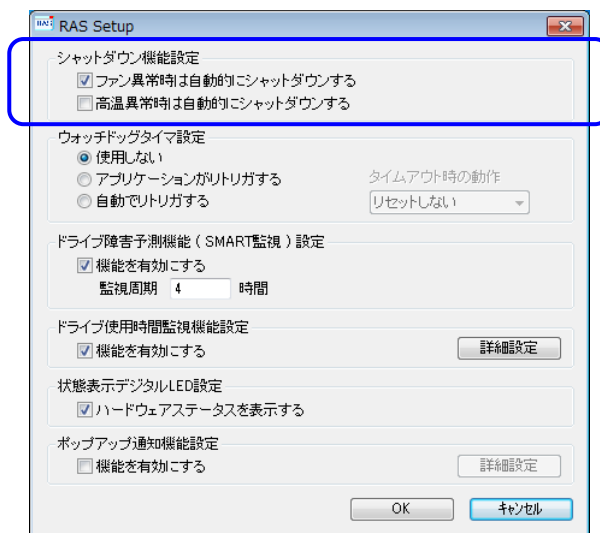 RAS Setup
シャットダウン機能設定
ファン異常時は自動的にシャットダウンする
高温異常時は自動的にシャットダウンする
ウォッチドッグタイマ設定
使用しない
アプリケーションがリトリガする
自動でリトリガする
タイムアウト時の動作
リセットしない
ドライブ障害予測機能（SMART監視）設定
機能を有効にする
監視周期 4 時間
ドライブ使用時間監視機能設定
機能を有効にする 詳細設定
状態表示デジタルLED設定
ハードウェアステータスを表示する
ポップアップ通知機能設定
機能を有効にする 詳細設定
OK キャンセル